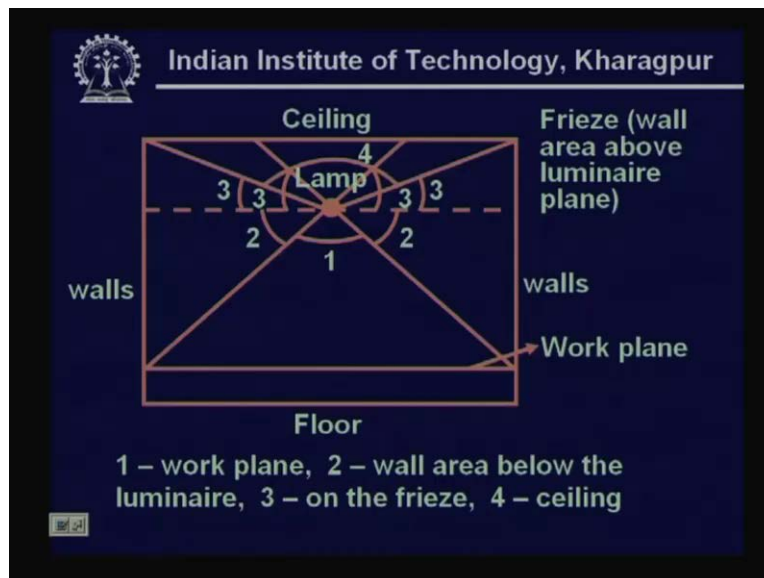 Indian Institute of Technology, Kharagpur
Ceiling
Frieze (wall
area above
luminaire
plane)
4
Lamp
3
3
3
3
2
2
1
walls
walls
Work plane
Floor
1 – work plane, 2 – wall area below the
luminaire, 3 – on the frieze, 4 – ceiling